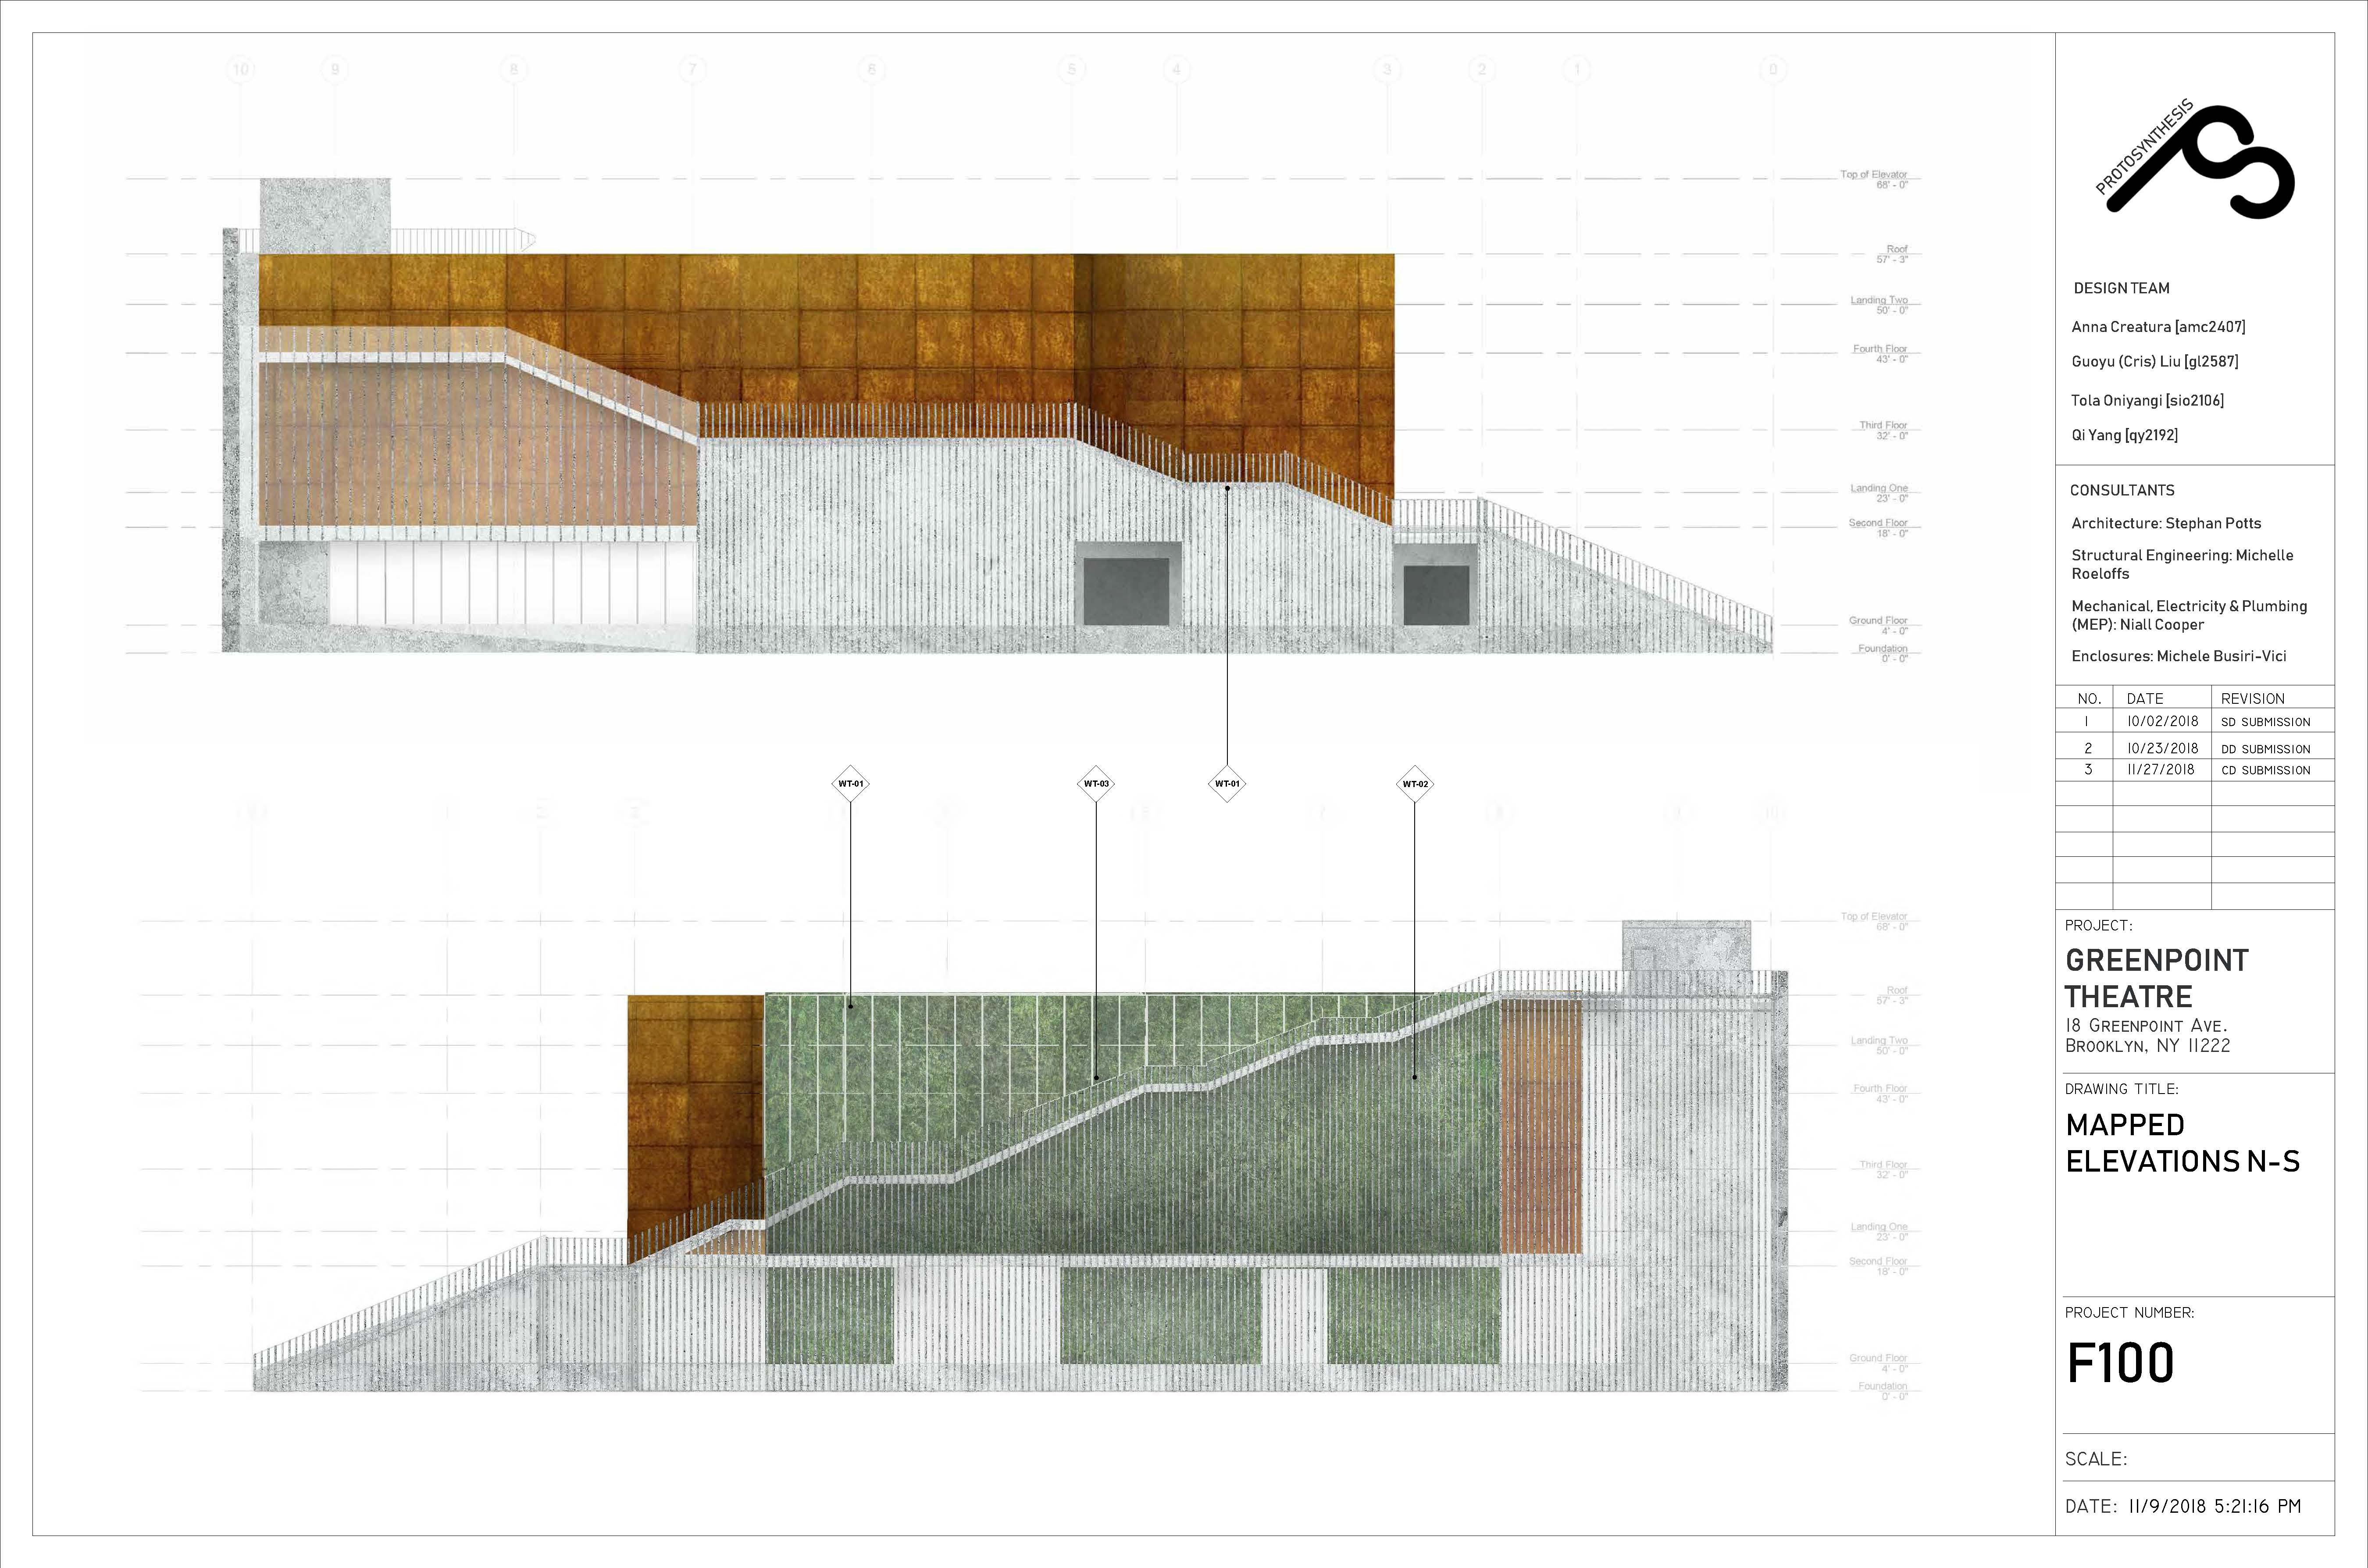 10 9 8 7 6 5 4 3 2 1 0
Top of Elevator
68' - 0"
Roof
57' - 3"
Landing Two
50' - 0"
Fourth Floor
43' - 0"
Third Floor
32' - 0"
Landing One
23' - 0"
Second Floor
18' - 0"
Ground Floor
4' - 0"
Foundation
0' - 0"
WT-01 WT-03 WT-01 WT-02
Top of Elevator
68' - 0"
Roof
57' - 3"
Landing Two
50' - 0"
Fourth Floor
43' - 0"
Third Floor
32' - 0"
Landing One
23' - 0"
Second Floor
18' - 0"
Ground Floor
4' - 0"
Foundation
0' - 0"
PROTOSYNTHESIS
DESIGN TEAM
Anna Creatura [amc2407]
Guoyu (Cris) Liu [gl2587]
Tola Oniyangi [sio2106]
Qi Yang [qy2192]
CONSULTANTS
Architecture: Stephan Potts
Structural Engineering: Michelle
Roeloffs
Mechanical, Electricity & Plumbing
(MEP): Niall Cooper
Enclosures: Michele Busiri-Vici
NO. DATE REVISION
1 10/02/2018 SD SUBMISSION
2 10/23/2018 DD SUBMISSION
3 11/27/2018 CD SUBMISSION
PROJECT:
GREENPOINT
THEATRE
18 GREENPOINT AVE.
BROOKLYN, NY 11222
DRAWING TITLE:
MAPPED
ELEVATIONS N-S
PROJECT NUMBER:
F100
SCALE:
DATE: 11/9/2018 5:21:16 PM